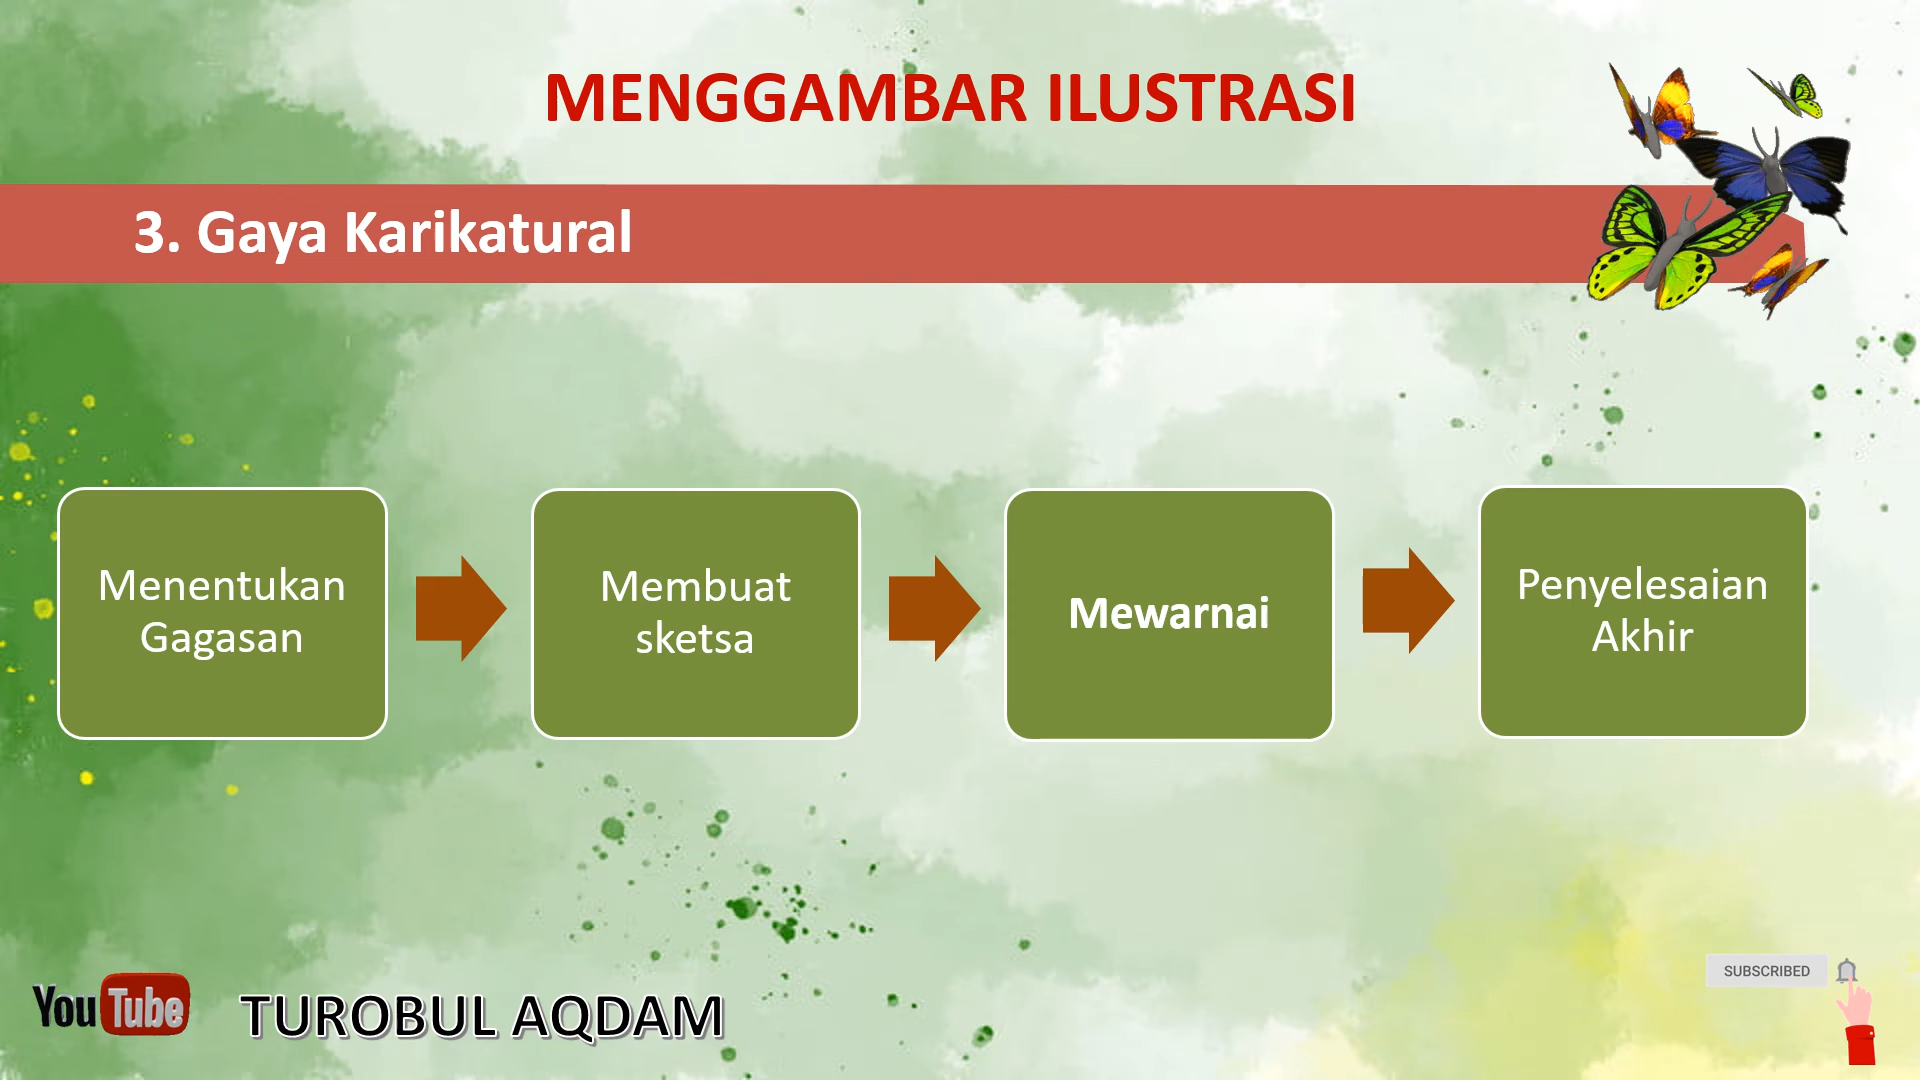 MENGGAMBAR ILUSTRASI
3. Gaya Karikatural
Menentukan
Gagasan
Membuat
sketsa
Mewarnai
Penyelesaian
Akhir
YouTube
TUROBUL AQDAM
SUBSCRIBED